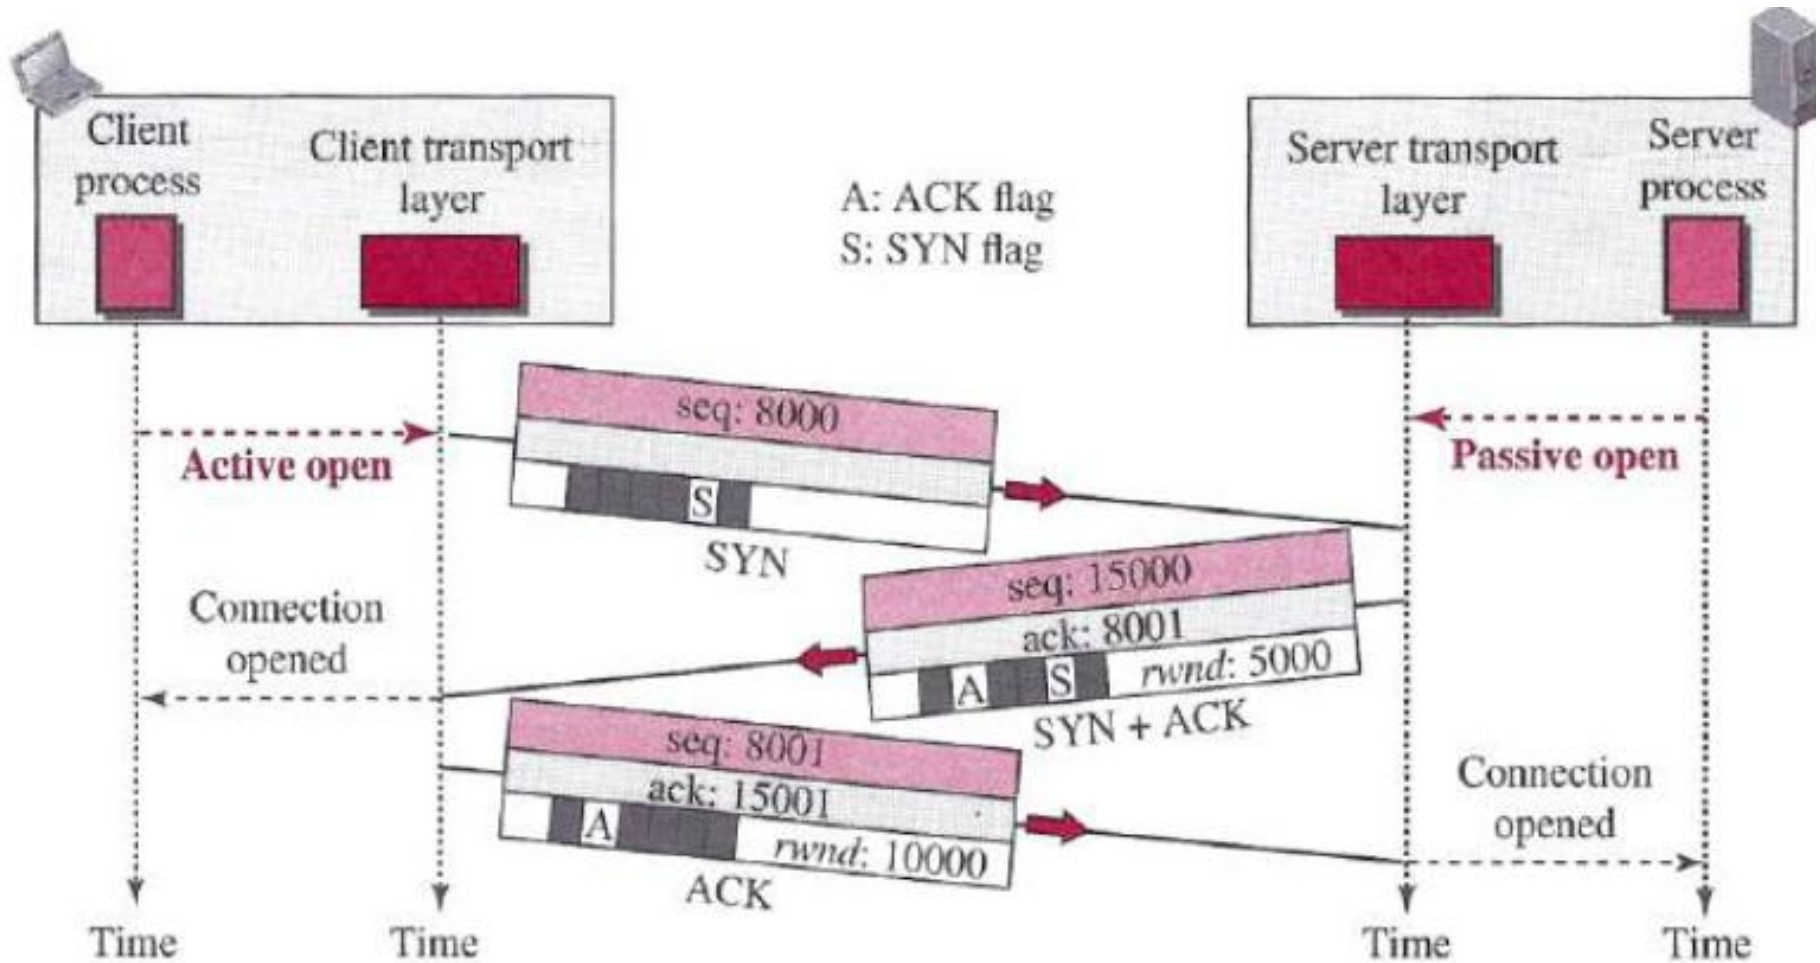 Client
process
Client transport
layer
A: ACK flag
S: SYN flag
Server transport
layer
Server
process
seq: 8000
Active open
Passive open
S
SYN
seq: 15000
Connection
opened
ack: 8001
A S rwnd: 5000
SYN + ACK
seq: 8001
ack: 15001
Connection
opened
A rwnd: 10000
ACK
Time
Time
Time
Time